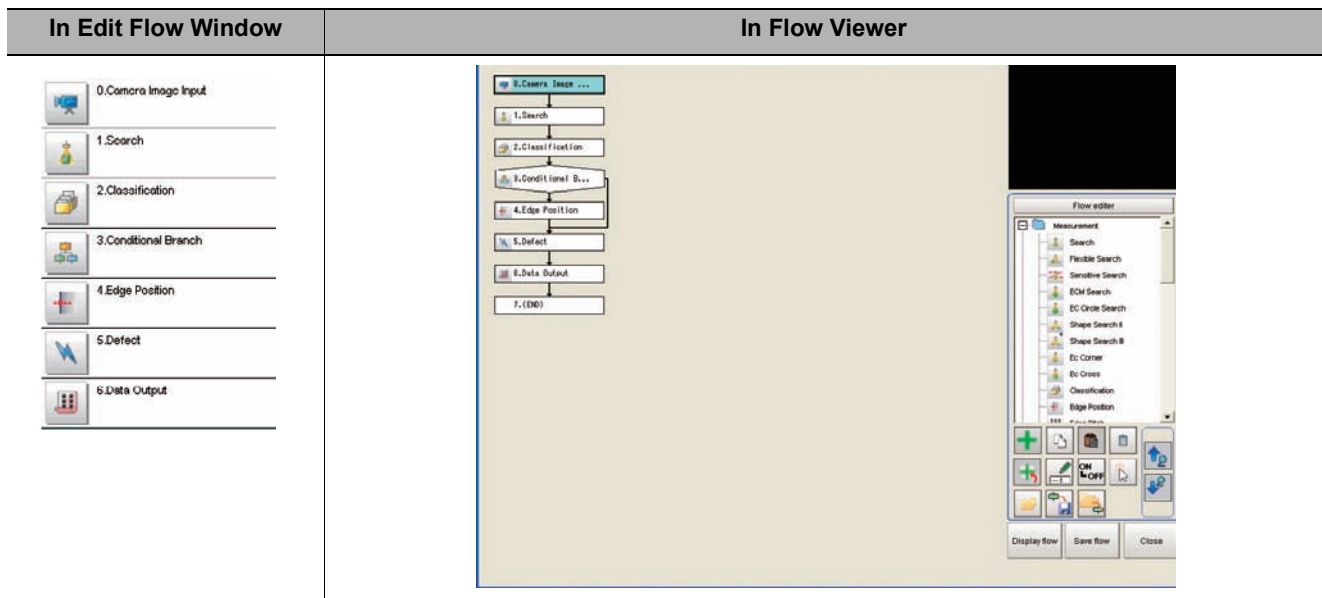 In Edit Flow Window
In Flow Viewer
0.Camera Image Input
1.Search
2.Classification
3.Conditional Branch
4.Edge Position
5.Defect
6.Data Output
0.Camera Image ...
1.Search
2.Classification
3.Conditional B...
4.Edge Position
5.Defect
6.Data Output
7.(END)
Flow editor
Measurement
Search
Flexible Search
Sensitive Search
ECM Search
EC Circle Search
Shape Search II
Shape Search III
Ec Corner
Ec Cross
Classification
Edge Position
ON
OFF
Display flow
Save flow
Close